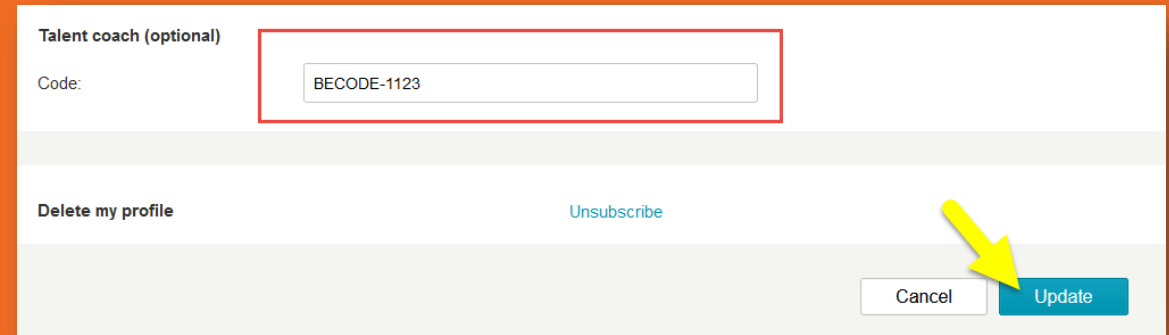 Talent coach (optional)
Code:
BECODE-1123
Delete my profile
Unsubscribe
Cancel
Update